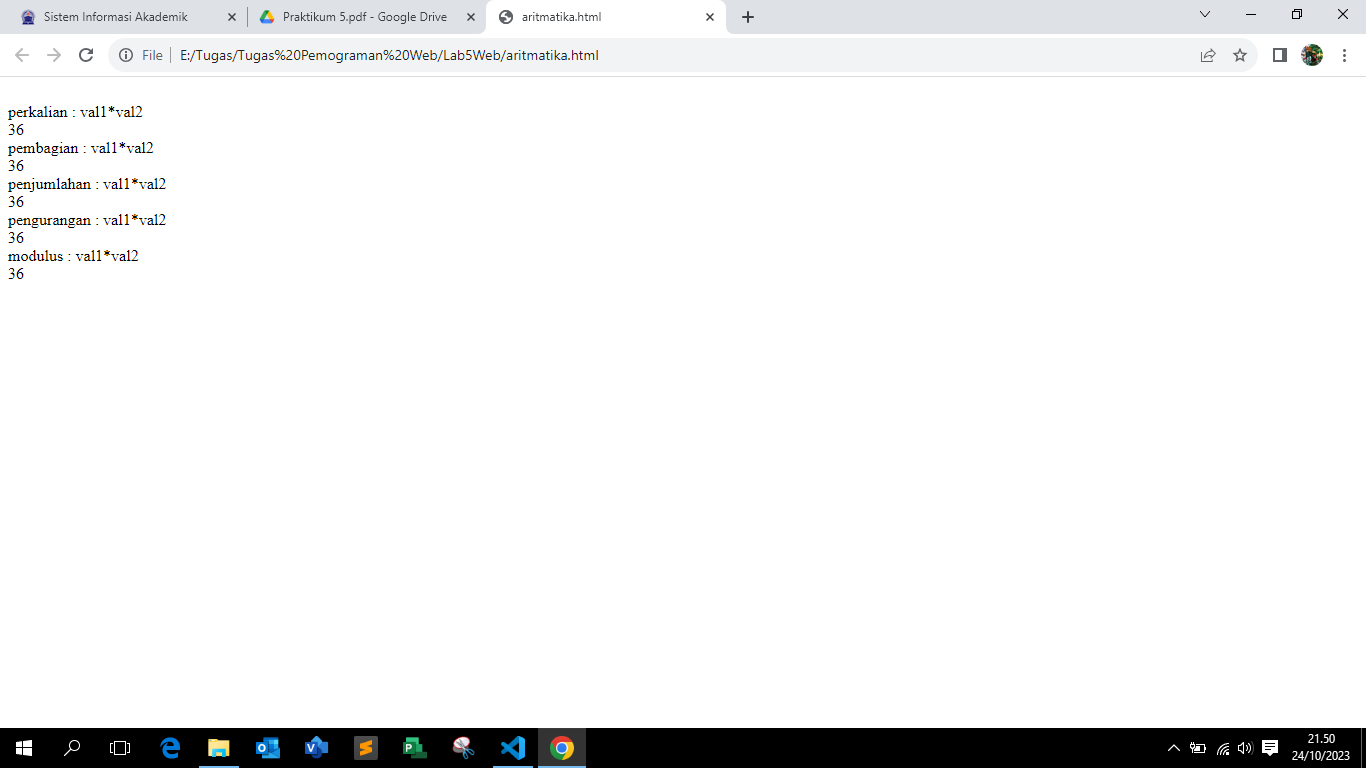 Sistem Informasi Akademik
Praktikum 5.pdf - Google Drive
aritmatika.html
File
E:/Tugas/Tugas%20Pemograman%20Web/Lab5Web/aritmatika.html
perkalian : val1*val2
36
pembagian : val1*val2
36
penjumlahan : val1*val2
36
pengurangan : val1*val2
36
modulus : val1*val2
36
21.50
24/10/2023